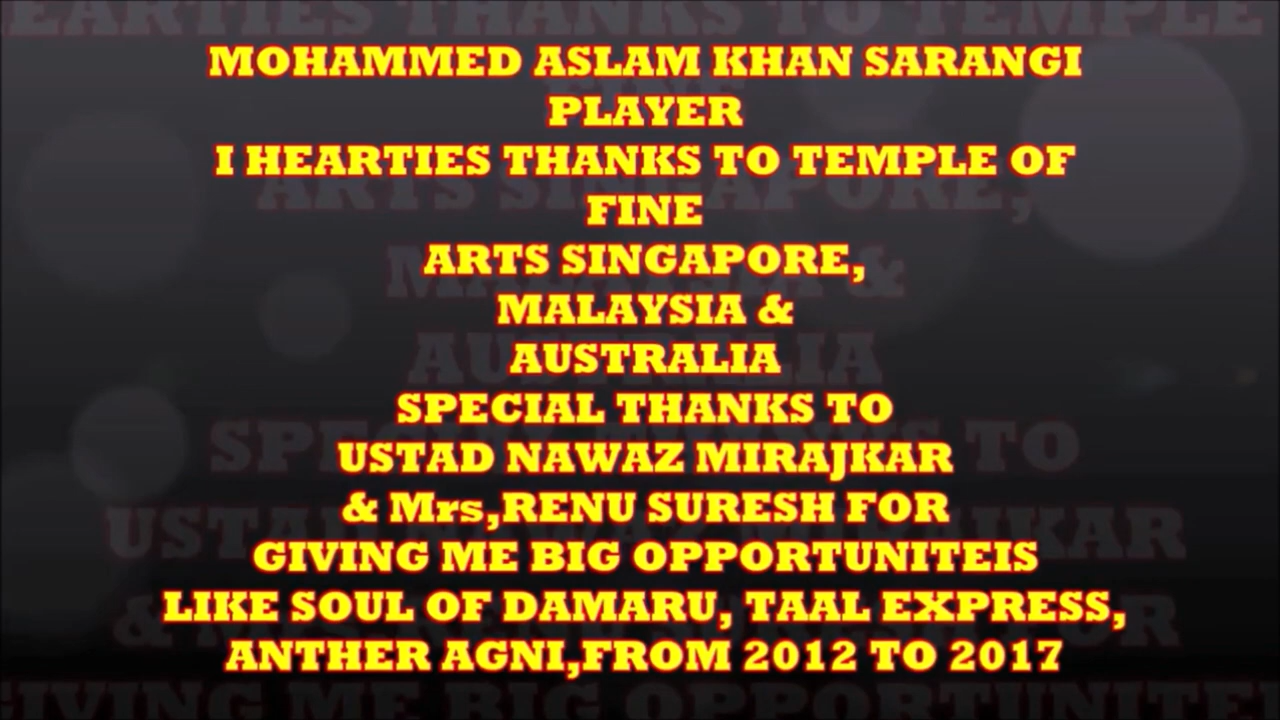 MOHAMMED ASLAM KHAN SARANGI
PLAYER
I HEARTIES THANKS TO TEMPLE OF
FINE
ARTS SINGAPORE,
MALAYSIA &
AUSTRALIA
SPECIAL THANKS TO
USTAD NAWAZ MIRAJKAR
& Mrs,RENU SURESH FOR
GIVING ME BIG OPPORTUNITEIS
LIKE SOUL OF DAMARU, TAAL EXPRESS,
ANTHER AGNI,FROM 2012 TO 2017